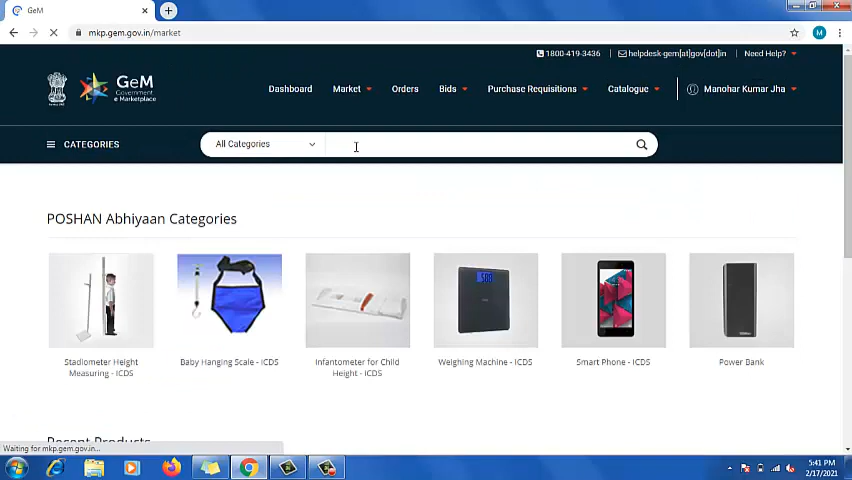 GeM
mkp.gem.gov.in/market
M
1800-419-3436
helpdesk-gem[at]gov[dot]in
Need Help?
GeM
Government
e Marketplace
Dashboard
Market
Orders
Bids
Purchase Requisitions
Catalogue
Manohar Kumar Jha
CATEGORIES
All Categories
POSHAN Abhiyaan Categories
Stadiometer Height
Measuring - ICDS
Baby Hanging Scale - ICDS
Infantometer for Child
Height - ICDS
Weighing Machine - ICDS
Smart Phone - ICDS
Power Bank
Recent Products
Waiting for mkp.gem.gov.in...
5:41 PM
2/17/2021